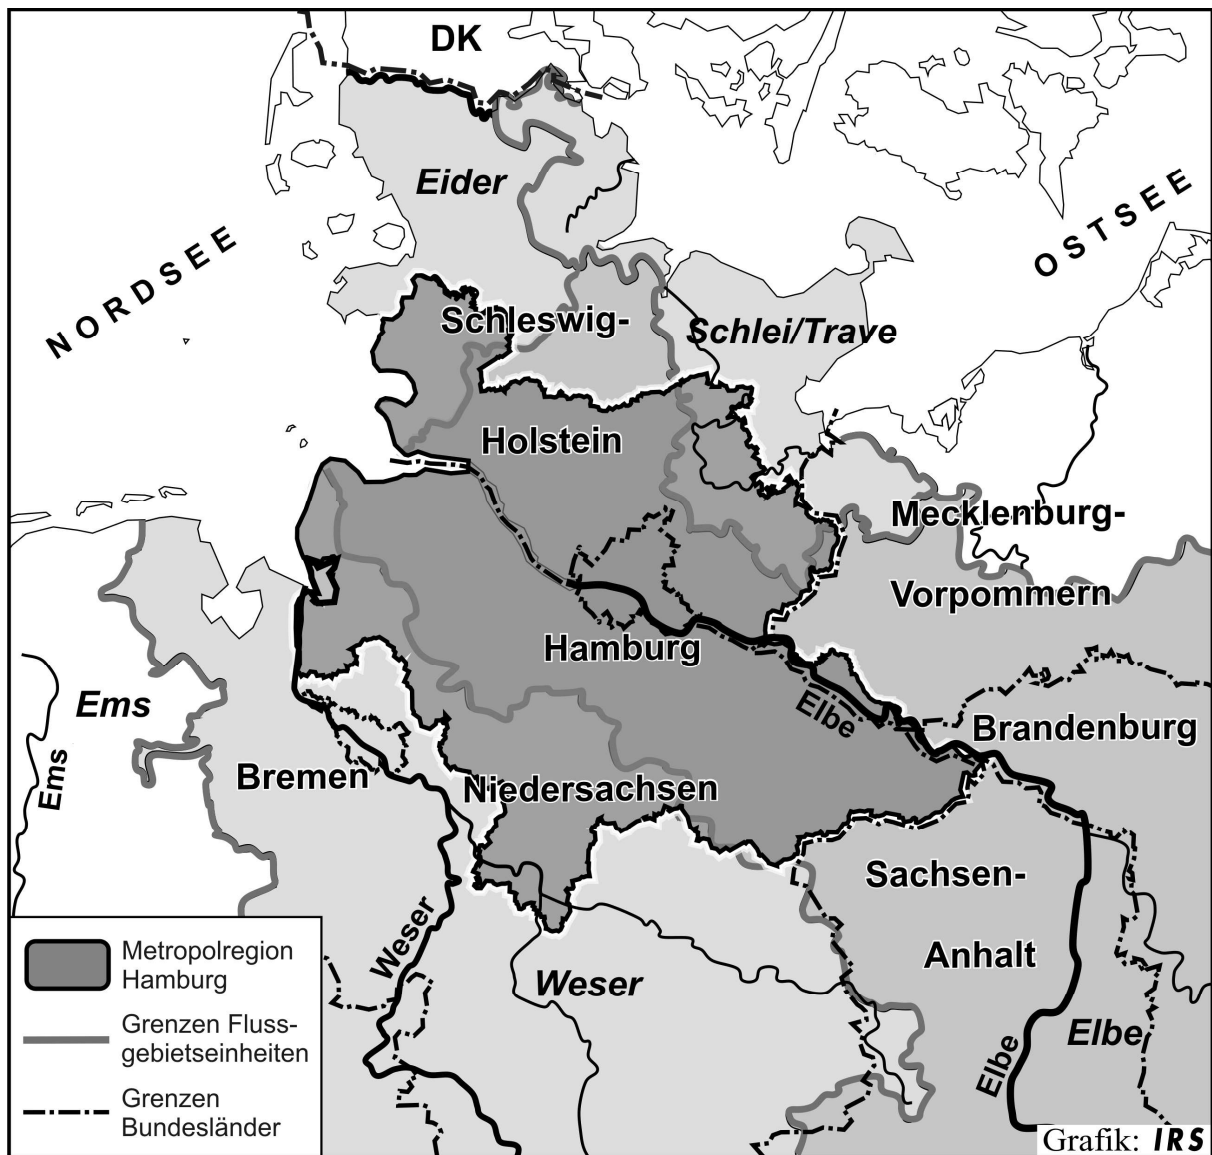 DK
Eider
NORDSEE
OSTSEE
Schleswig-
Schlei/Trave
Holstein
Mecklenburg-
Vorpommern
Hamburg
Ems
Elbe
Brandenburg
Ems
Bremen
Niedersachsen
Sachsen-
Anhalt
Weser
Weser
Elbe
Elbe
Metropolregion
Hamburg
Grenzen Fluss-
gebietseinheiten
Grenzen
Bundesländer
Grafik: IRS